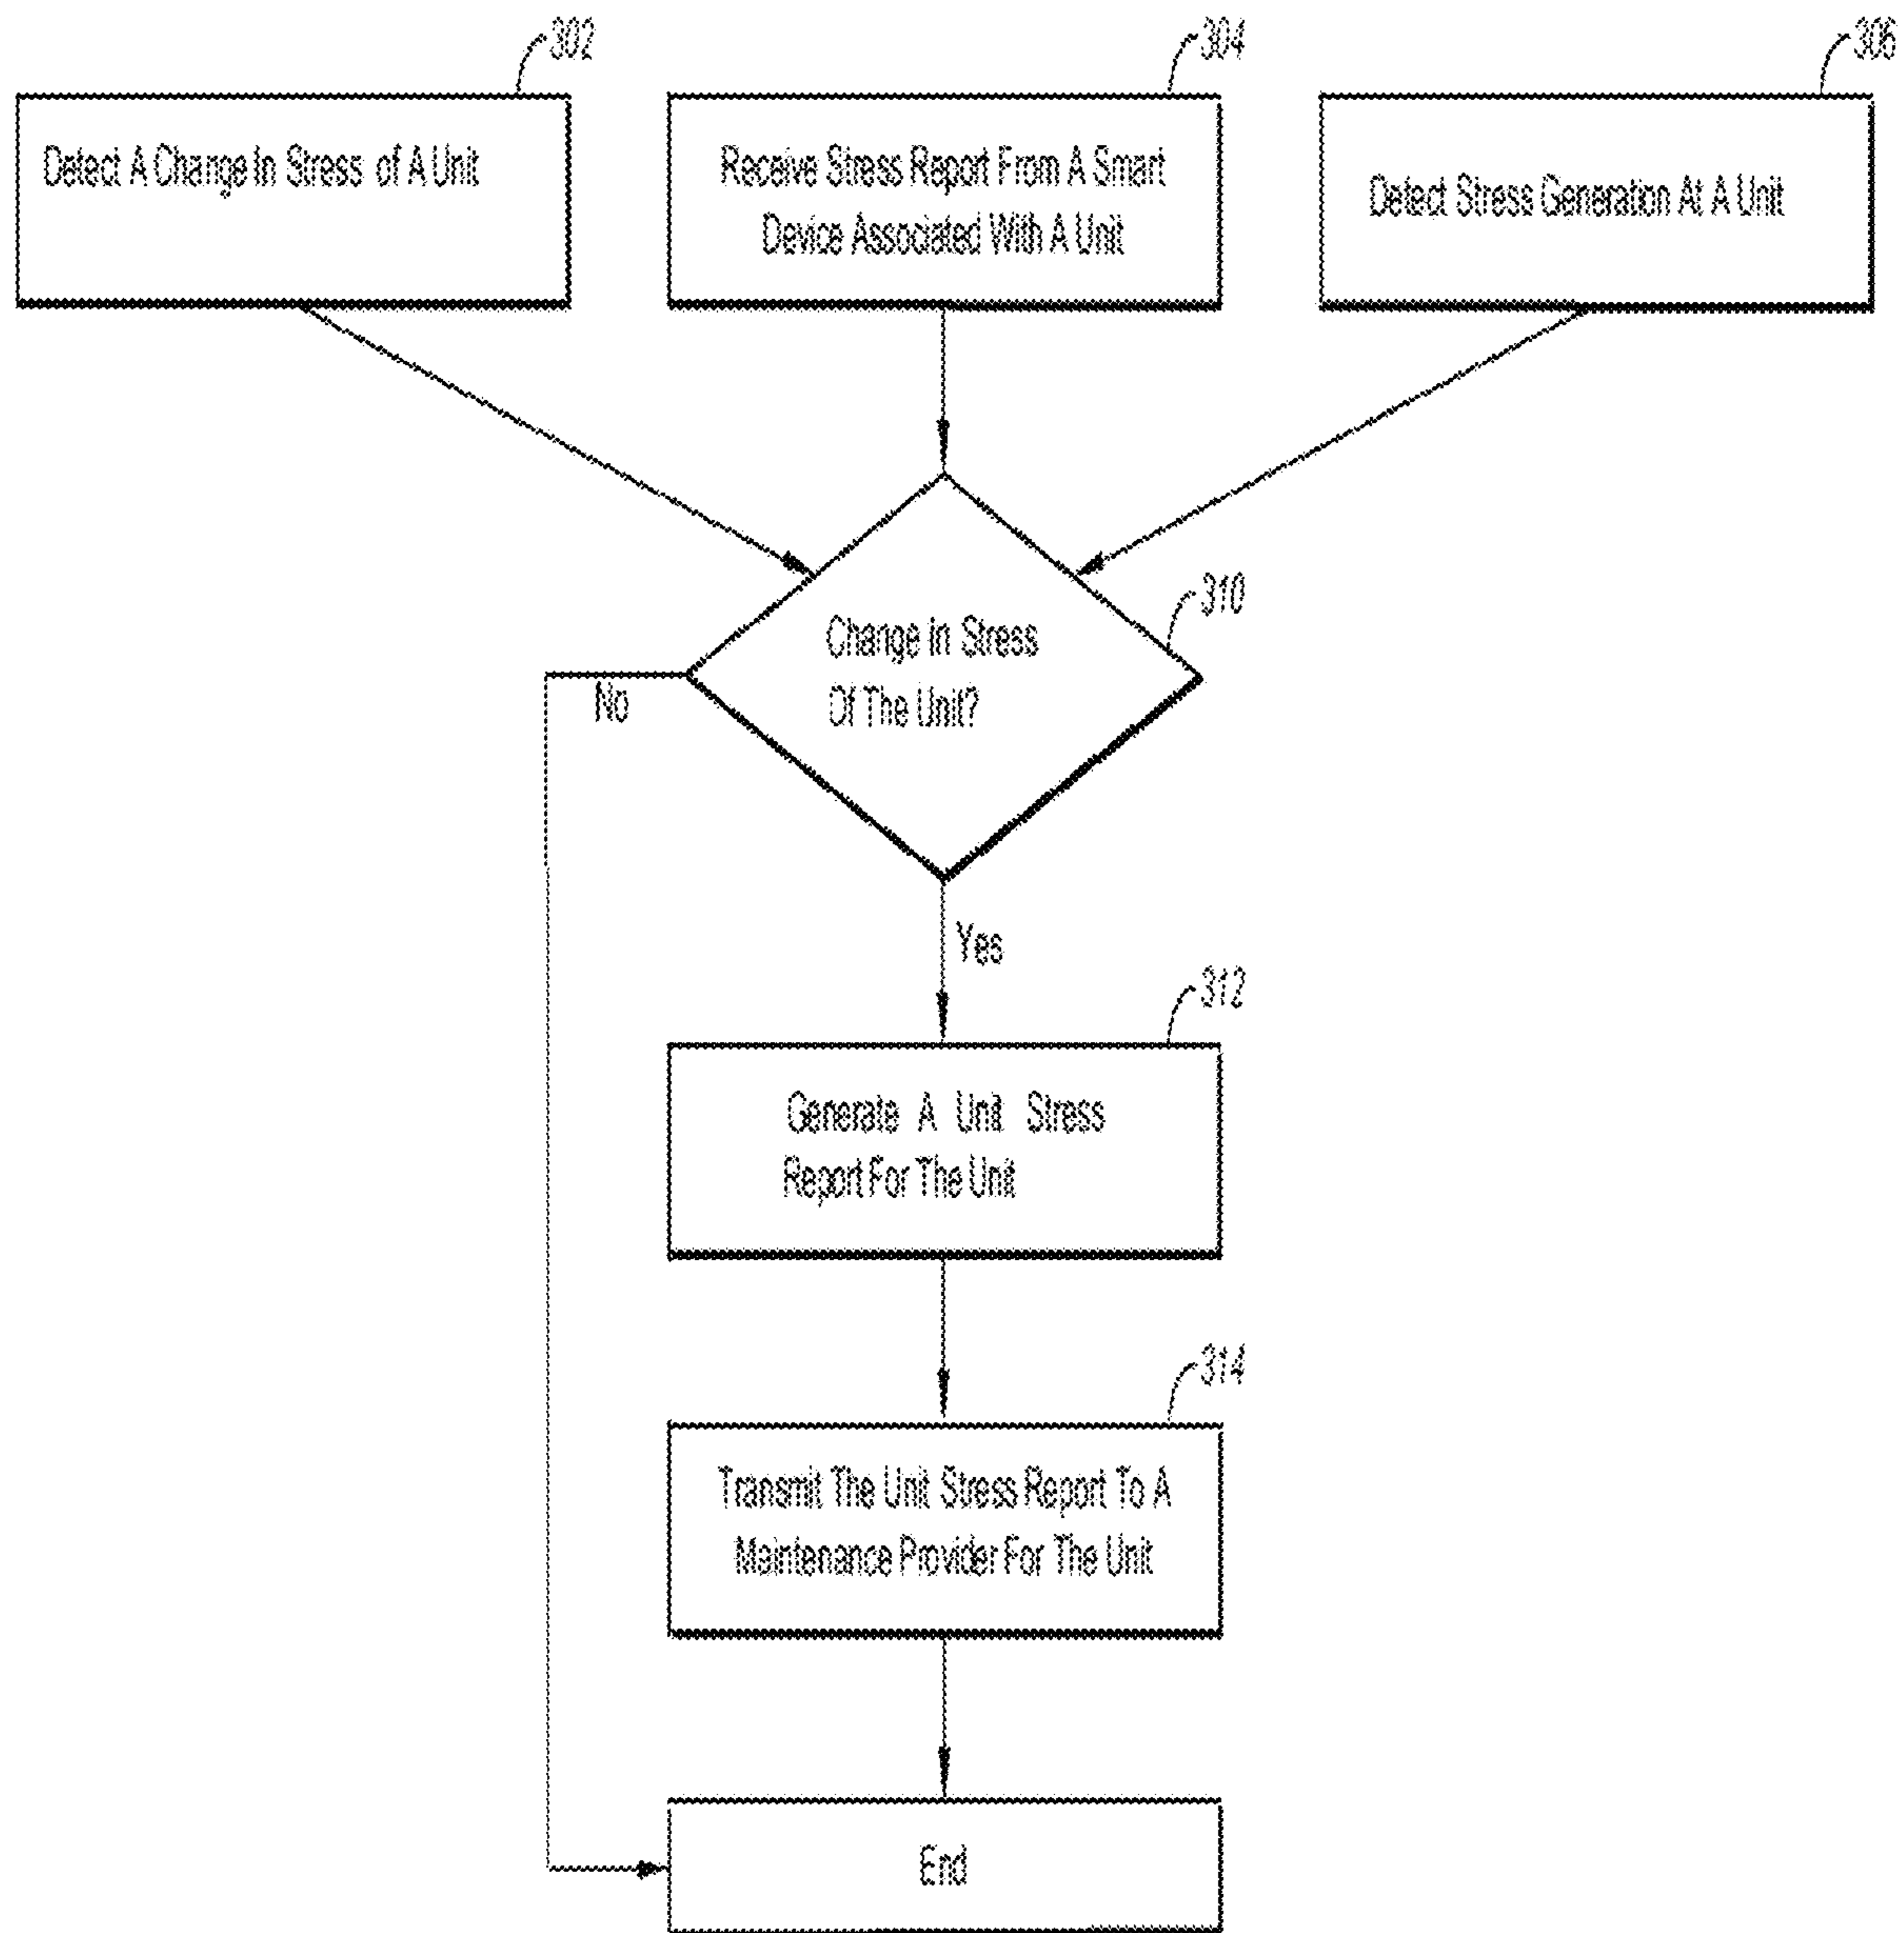 302
304
306
Detect A Change In Stress of A Unit
Receive Stress Report From A Smart
Device Associated With A Unit
Detect Stress Generation At A Unit
310
Change In Stress
Of The Unit?
No
Yes
312
Generate A Unit Stress
Report For The Unit
314
Transmit The Unit Stress Report To A
Maintenance Provider For The Unit
End